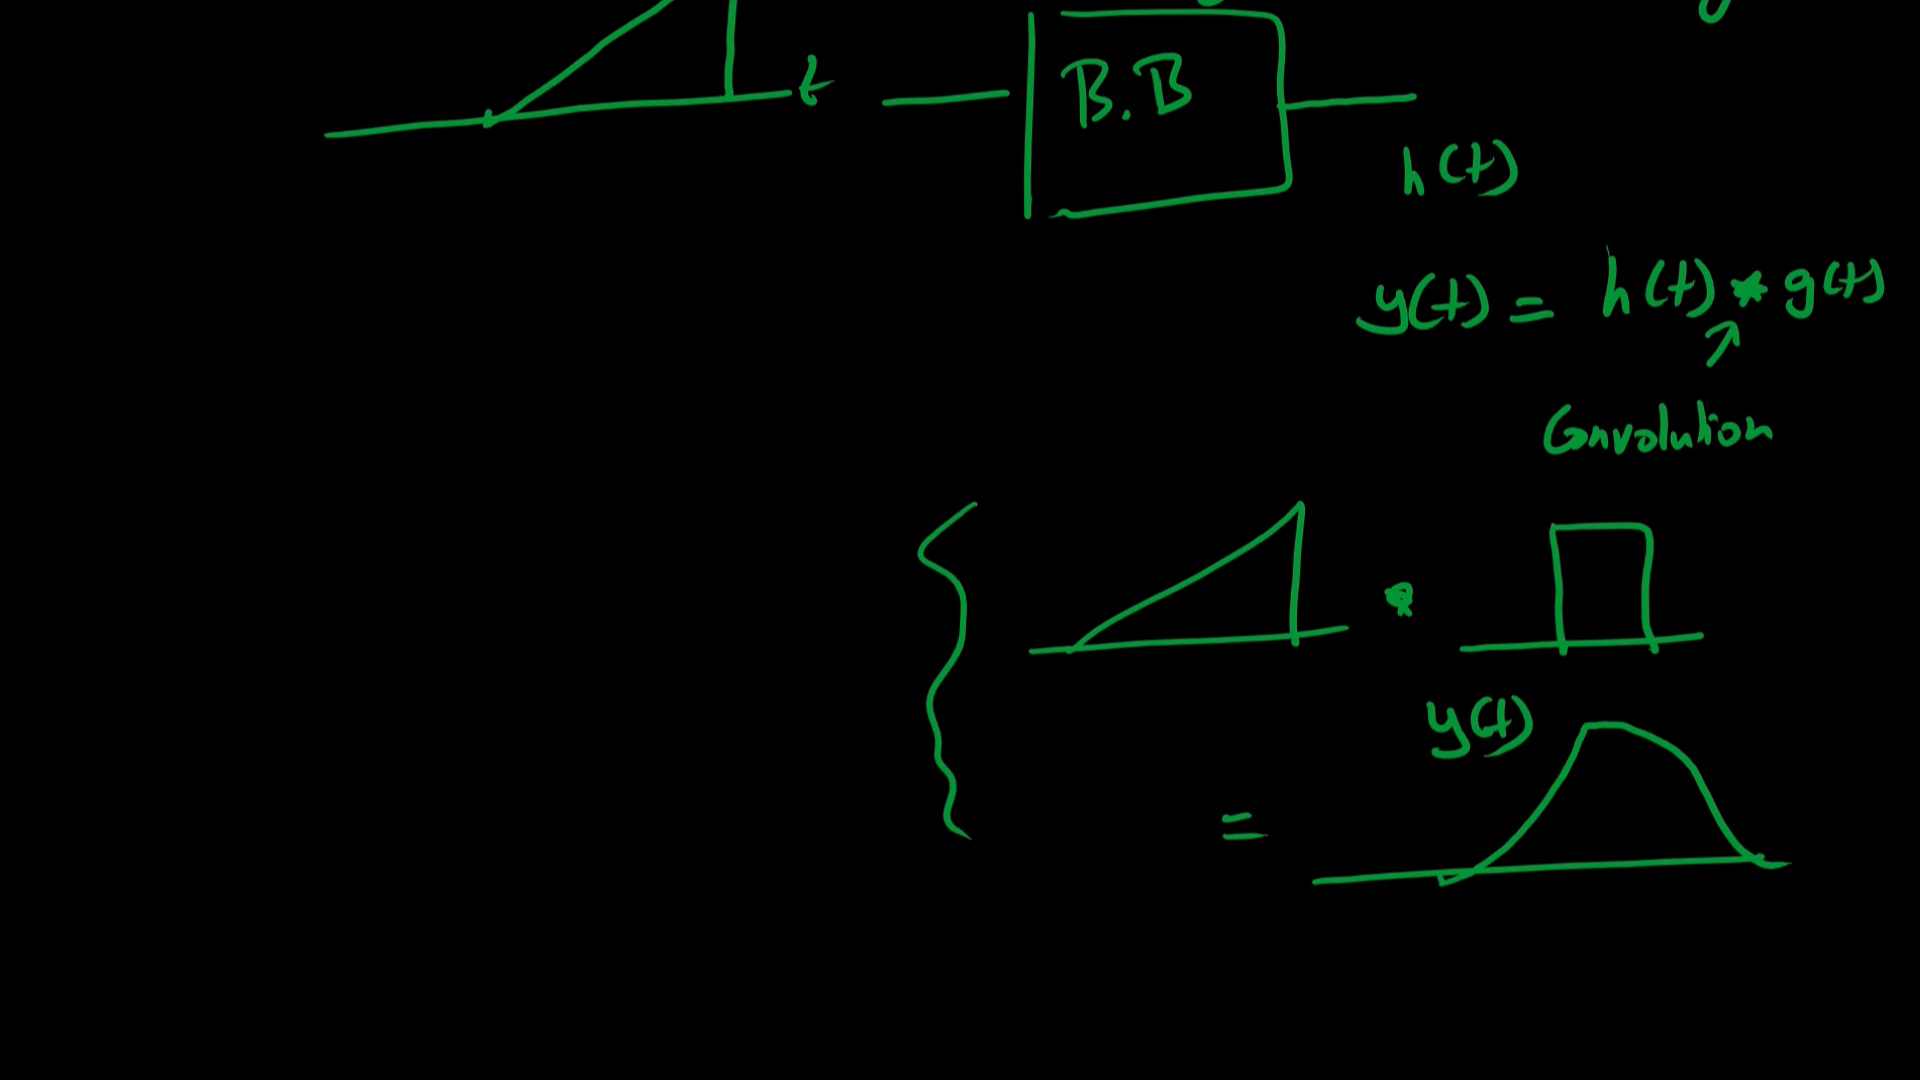 t
B.B
h(t)
y(t) = h(t) * g(t)
Convolution
*
y(t)
=